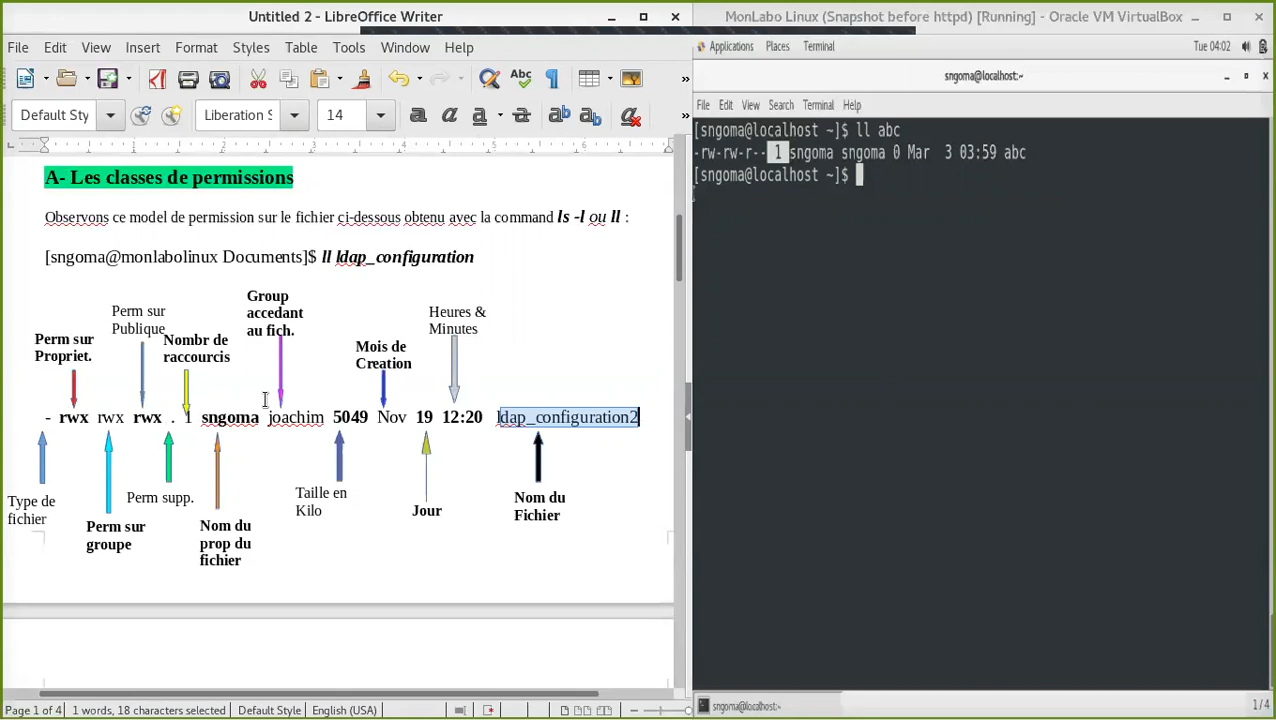 Untitled 2 - LibreOffice Writer
File Edit View Insert Format Styles Table Tools Window Help
Default Sty
Liberation S
14
A- Les classes de permissions
Observons ce model de permission sur le fichier ci-dessous obtenu avec la command ls -l ou ll :
[sngoma@monlabolinux Documents]$ ll ldap_configuration
Perm sur
Propriet.
Perm sur
Publique
Nombr de
raccourcis
Group
accedant
au fich.
Mois de
Creation
Heures &
Minutes
- rwx rwx rwx . 1 sngoma joachim 5049 Nov 19 12:20 ldap_configuration2
Type de
fichier
Perm sur
groupe
Perm supp.
Nom du
prop du
fichier
Taille en
Kilo
Jour
Nom du
Fichier
Page 1 of 4 1 words, 18 characters selected Default Style English (USA)
MonLabo Linux (Snapshot before httpd) [Running] - Oracle VM VirtualBox
Applications Places Terminal Tue 04:02
sngoma@localhost:~
File Edit View Search Terminal Help
[sngoma@localhost ~]$ ll abc
-rw-rw-r-- 1 sngoma sngoma 0 Mar  3 03:59 abc
[sngoma@localhost ~]$
sngoma@localhost:~ 1/4